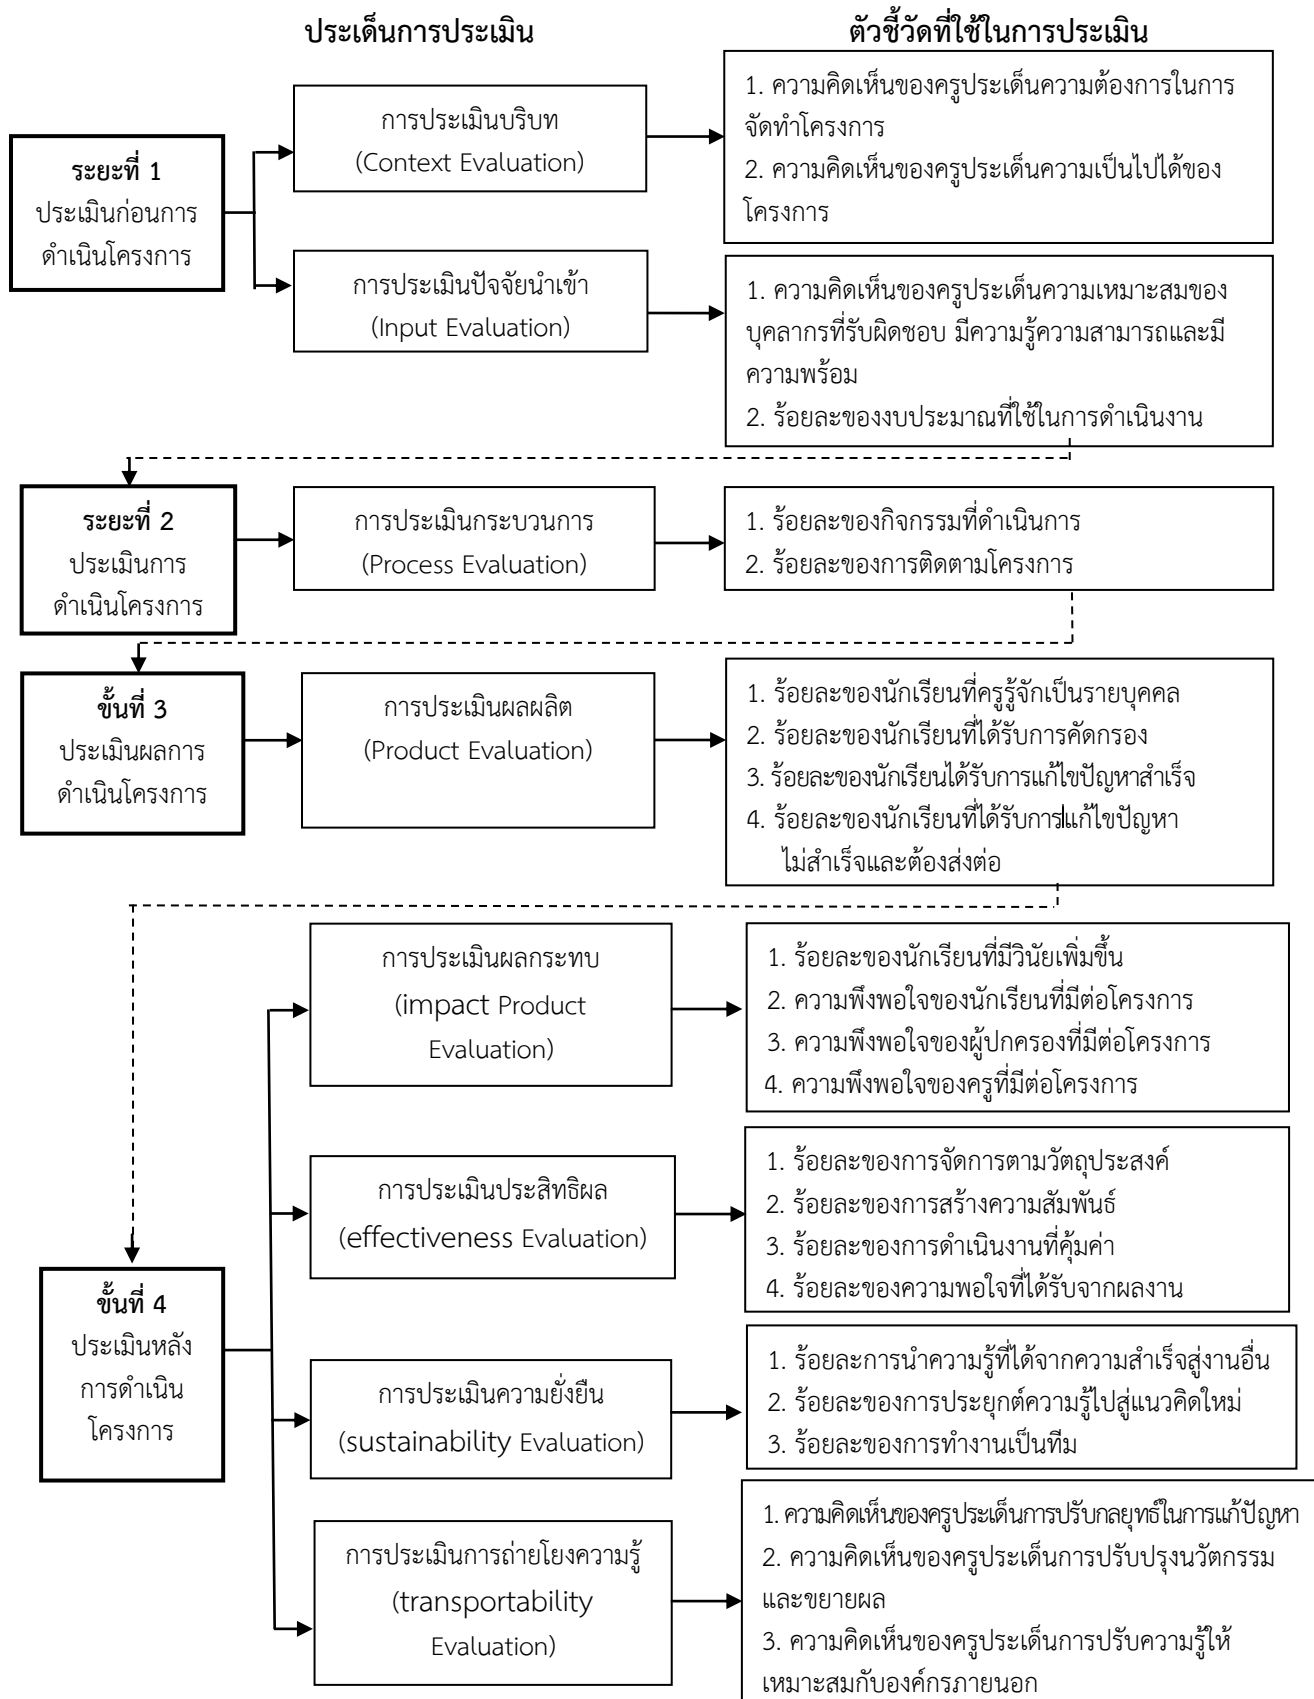 ประเด็นการประเมิน
ตัวชี้วัดที่ใช้ในการประเมิน
ระยะที่ 1
ประเมินก่อนการ
ดำเนินโครงการ
การประเมินบริบท
(Context Evaluation)
1. ความคิดเห็นของครูประเด็นความต้องการในการ
จัดทำโครงการ
2. ความคิดเห็นของครูประเด็นความเป็นไปได้ของ
โครงการ
การประเมินปัจจัยนำเข้า
(Input Evaluation)
1. ความคิดเห็นของครูประเด็นความเหมาะสมของ
บุคลากรที่รับผิดชอบ มีความรู้ความสามารถและมี
ความพร้อม
2. ร้อยละของงบประมาณที่ใช้ในการดำเนินงาน
ระยะที่ 2
ประเมินการ
ดำเนินโครงการ
การประเมินกระบวนการ
(Process Evaluation)
1. ร้อยละของกิจกรรมที่ดำเนินการ
2. ร้อยละของการติดตามโครงการ
ขั้นที่ 3
ประเมินผลการ
ดำเนินโครงการ
การประเมินผลผลิต
(Product Evaluation)
1. ร้อยละของนักเรียนที่ครูรู้จักเป็นรายบุคคล
2. ร้อยละของนักเรียนที่ได้รับการคัดกรอง
3. ร้อยละของนักเรียนได้รับการแก้ไขปัญหาสำเร็จ
4. ร้อยละของนักเรียนที่ได้รับการแก้ไขปัญหา
ไม่สำเร็จและต้องส่งต่อ
ขั้นที่ 4
ประเมินหลัง
การดำเนิน
โครงการ
การประเมินผลกระทบ
(impact Product
Evaluation)
1. ร้อยละของนักเรียนที่มีวินัยเพิ่มขึ้น
2. ความพึงพอใจของนักเรียนที่มีต่อโครงการ
3. ความพึงพอใจของผู้ปกครองที่มีต่อโครงการ
4. ความพึงพอใจของครูที่มีต่อโครงการ
การประเมินประสิทธิผล
(effectiveness Evaluation)
1. ร้อยละของการจัดการตามวัตถุประสงค์
2. ร้อยละของการสร้างความสัมพันธ์
3. ร้อยละของการดำเนินงานที่คุ้มค่า
4. ร้อยละของความพอใจที่ได้รับจากผลงาน
การประเมินความยั่งยืน
(sustainability Evaluation)
1. ร้อยละการนำความรู้ที่ได้จากความสำเร็จสู่งานอื่น
2. ร้อยละของการประยุกต์ความรู้ไปสู่แนวคิดใหม่
3. ร้อยละของการทำงานเป็นทีม
การประเมินการถ่ายโยงความรู้
(transportability
Evaluation)
1. ความคิดเห็นของครูประเด็นการปรับกลยุทธ์ในการแก้ปัญหา
2. ความคิดเห็นของครูประเด็นการปรับปรุงนวัตกรรม
และขยายผล
3. ความคิดเห็นของครูประเด็นการปรับความรู้ให้
เหมาะสมกับองค์กรภายนอก